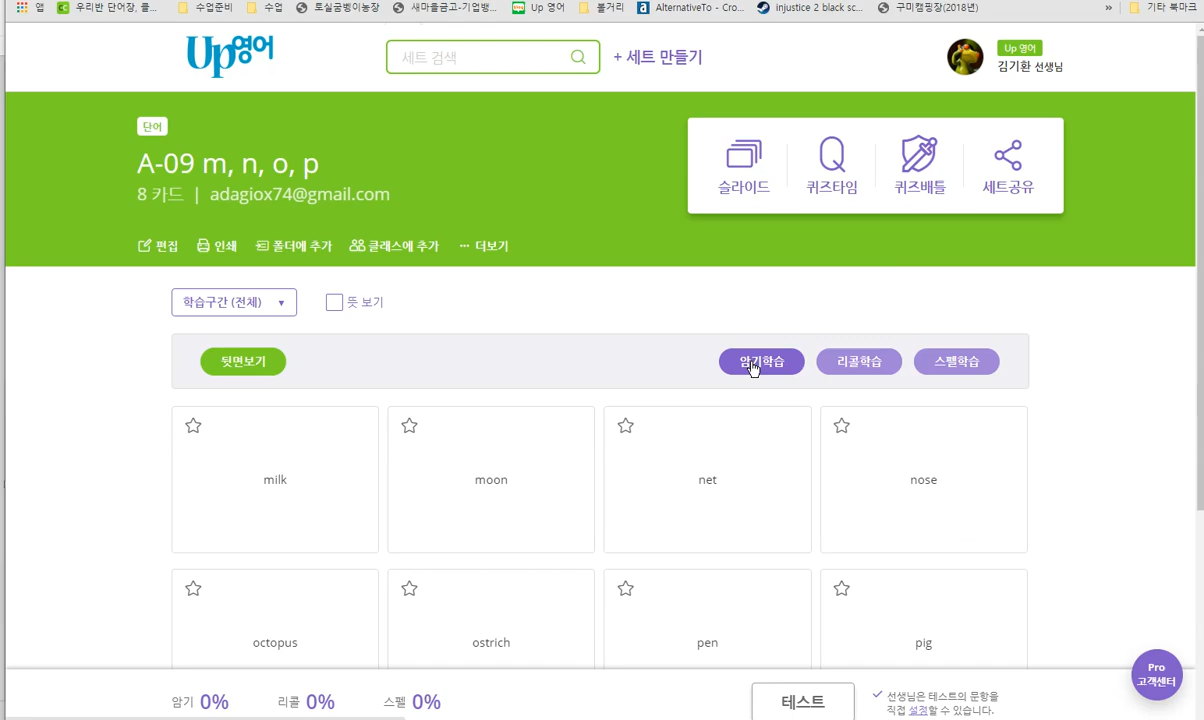 앱 우리반 단어장, 클... 수업준비 수업 토실굼벵이농장 새마을금고-기업뱅... Up 영어 볼거리 AlternativeTo - Cro... injustice 2 black sc... 구미캠핑장(2018년) » 기타 북마크
Up영어
세트 검색
+ 세트 만들기
Up 영어
김기환 선생님
단어
A-09 m, n, o, p
8 카드 | adagiox74@gmail.com
슬라이드 퀴즈타임 퀴즈배틀 세트공유
편집 인쇄 폴더에 추가 클래스에 추가 ··· 더보기
학습구간 (전체) ▼ 뜻 보기
뒷면보기 암기학습 리콜학습 스펠학습
milk moon net nose
octopus ostrich pen pig
Pro
고객센터
암기 0% 리콜 0% 스펠 0% 테스트
선생님은 테스트의 문항을
직접 설정할 수 있습니다.